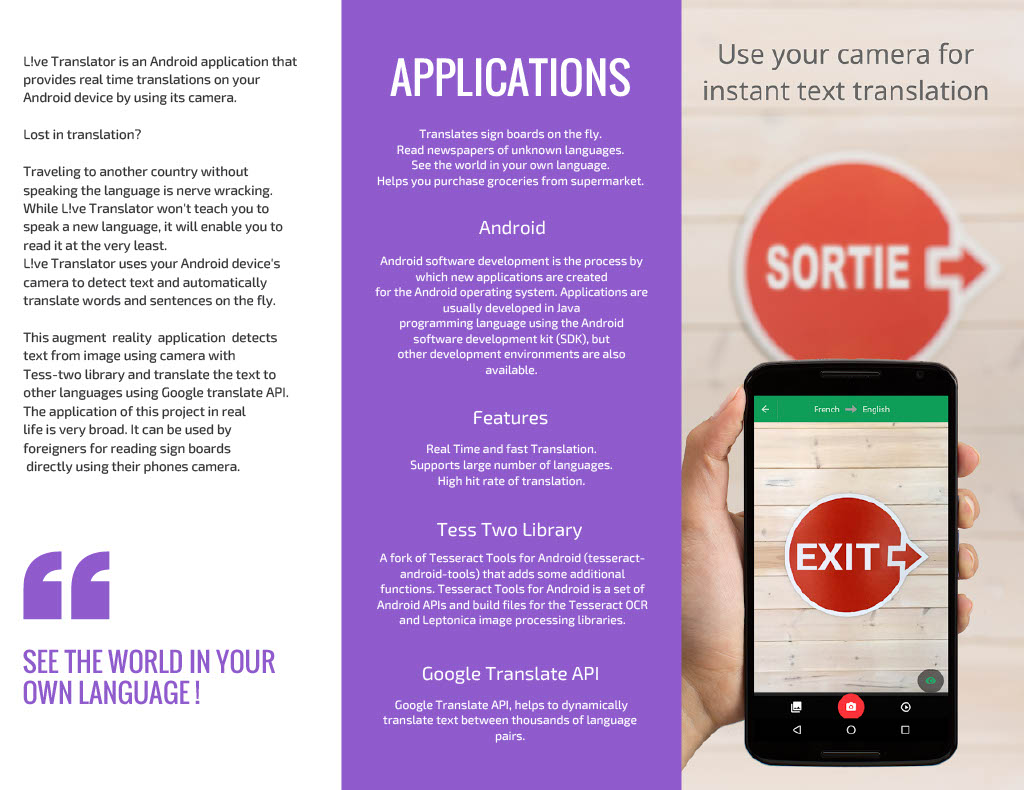 L!ve Translator is an Android application that
provides real time translations on your
Android device by using its camera.
Lost in translation?
Traveling to another country without
speaking the language is nerve wracking.
While L!ve Translator won't teach you to
speak a new language, it will enable you to
read it at the very least.
L!ve Translator uses your Android device's
camera to detect text and automatically
translate words and sentences on the fly.
This augment reality application detects
text from image using camera with
Tess-two library and translate the text to
other languages using Google translate API.
The application of this project in real
life is very broad. It can be used by
foreigners for reading sign boards
directly using their phones camera.
SEE THE WORLD IN YOUR
OWN LANGUAGE !
APPLICATIONS
Translates sign boards on the fly.
Read newspapers of unknown languages.
See the world in your own language.
Helps you purchase groceries from supermarket.
Android
Android software development is the process by
which new applications are created
for the Android operating system. Applications are
usually developed in Java
programming language using the Android
software development kit (SDK), but
other development environments are also
available.
Features
Real Time and fast Translation.
Supports large number of languages.
High hit rate of translation.
Tess Two Library
A fork of Tesseract Tools for Android (tesseract-
android-tools) that adds some additional
functions. Tesseract Tools for Android is a set of
Android APIs and build files for the Tesseract OCR
and Leptonica image processing libraries.
Google Translate API
Google Translate API, helps to dynamically
translate text between thousands of language
pairs.
Use your camera for
instant text translation
SORTIE
French English
EXIT